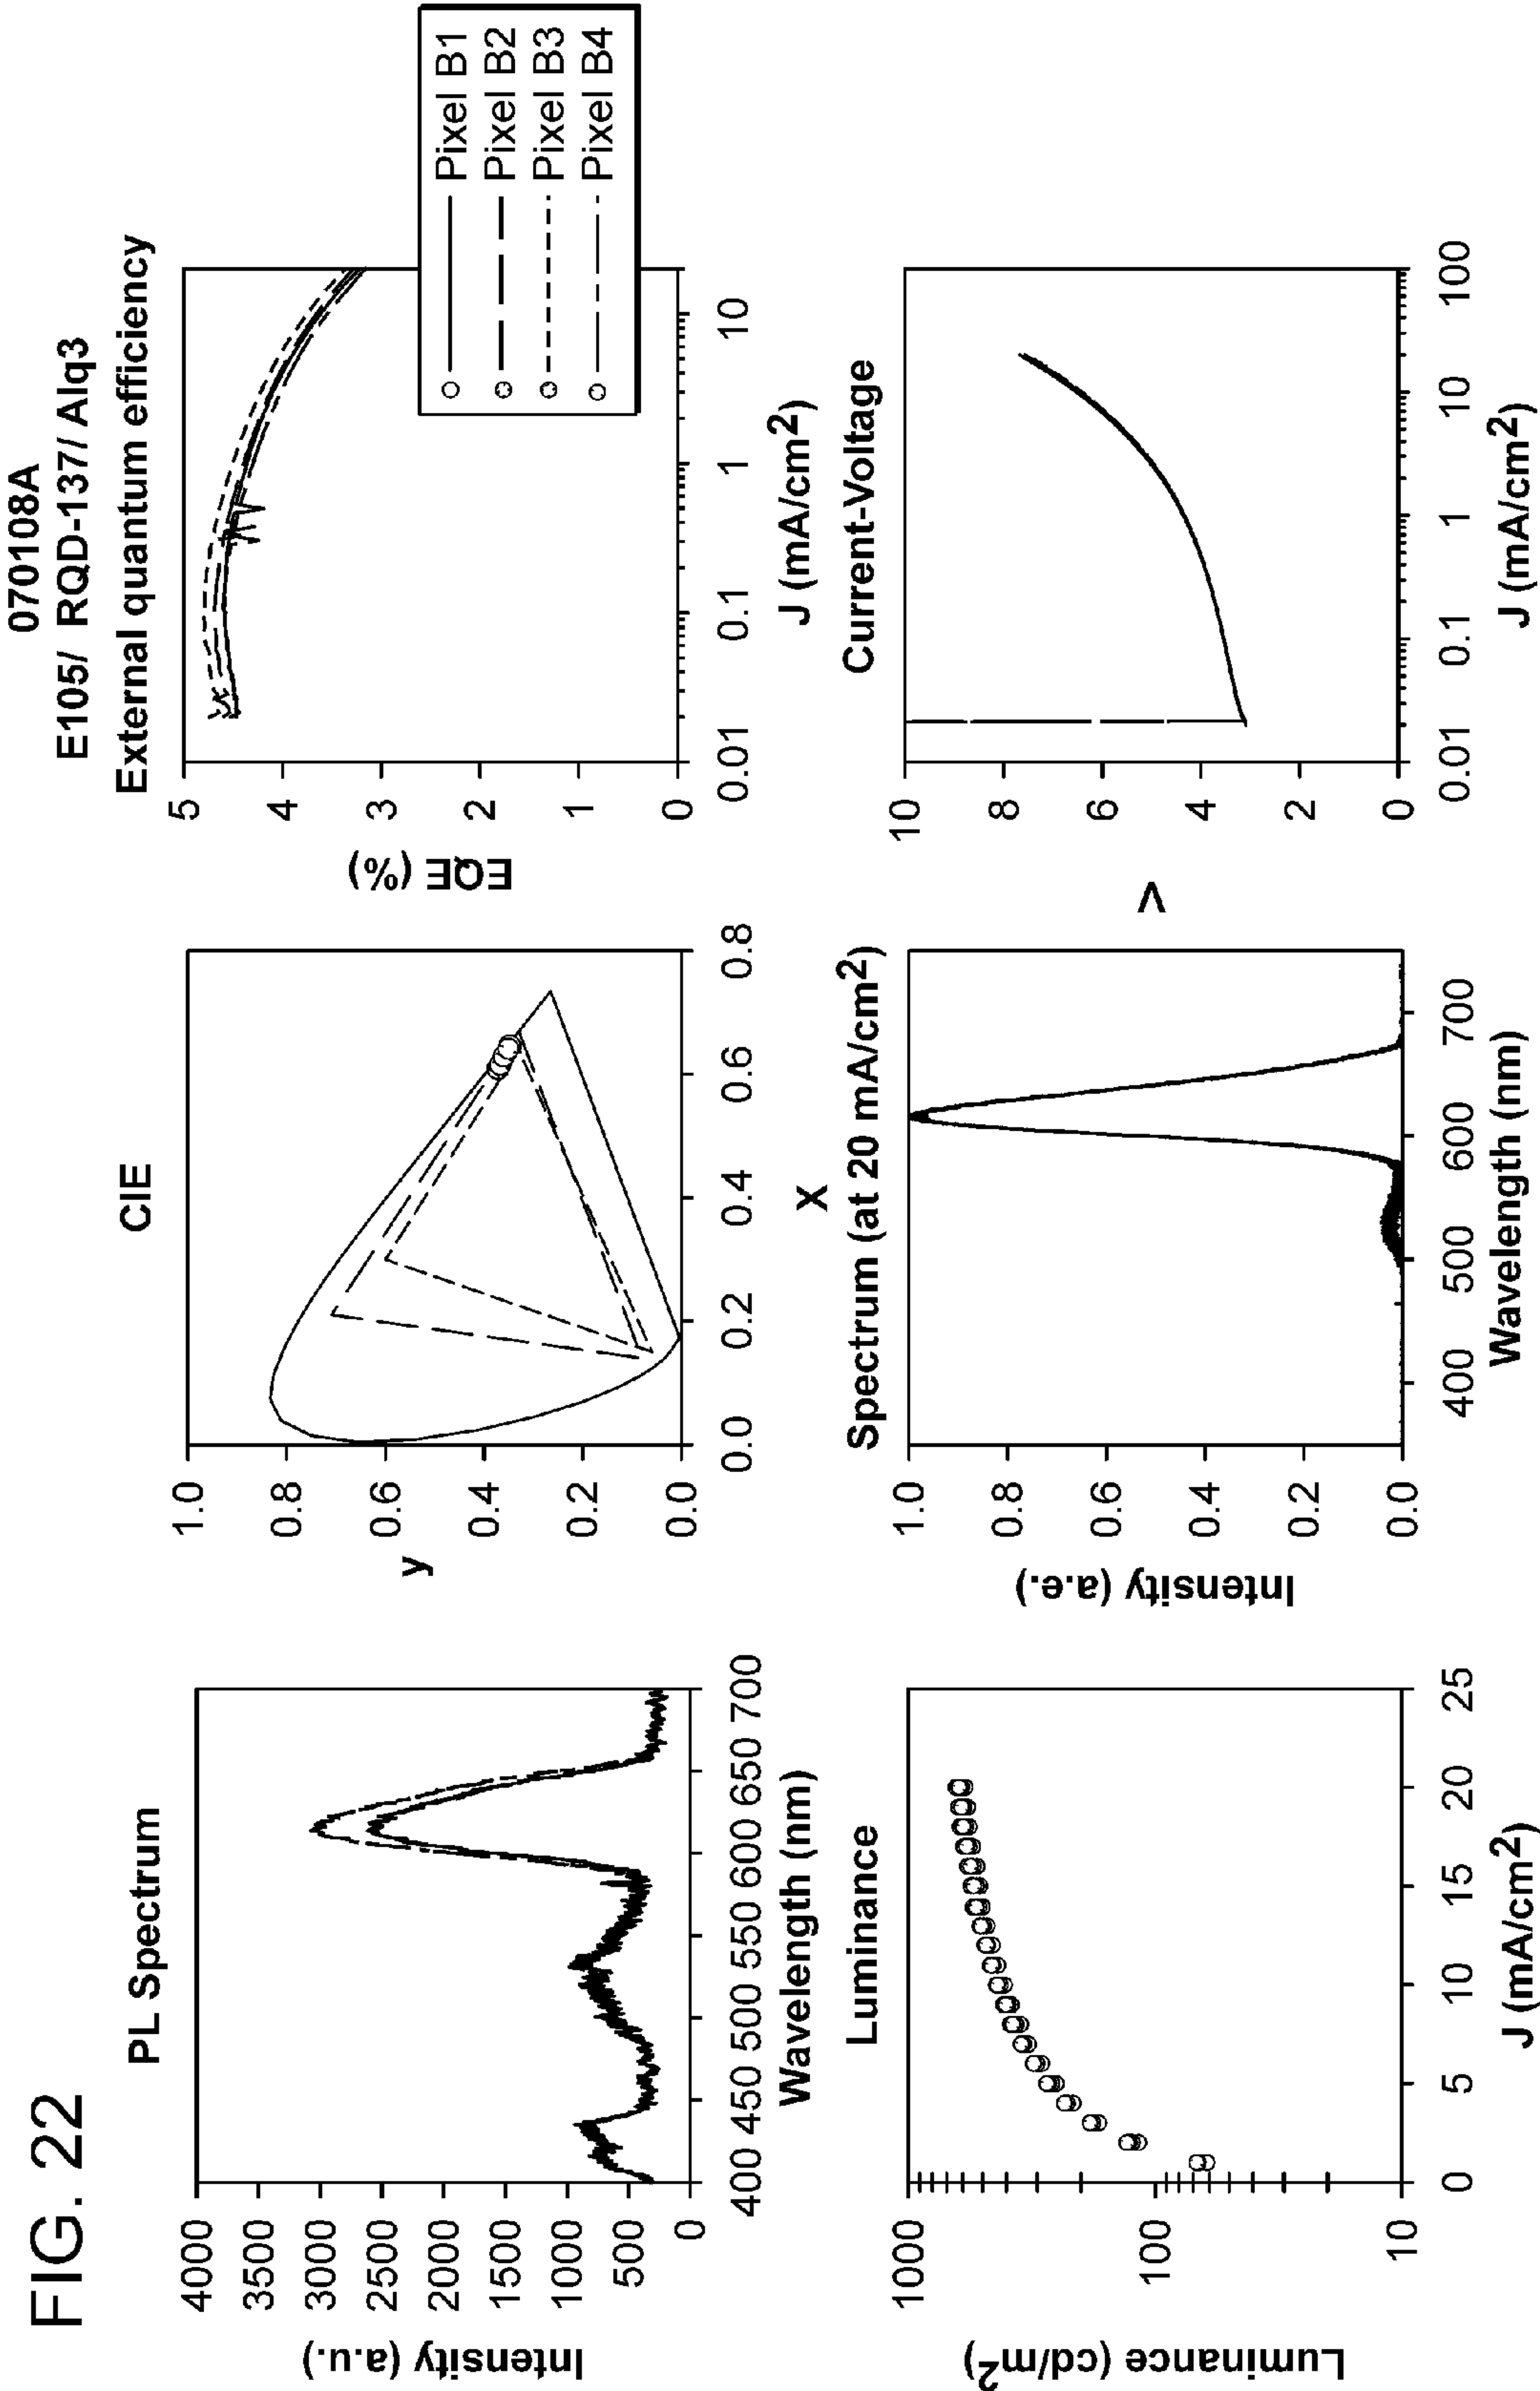 FIG. 22
070108A
E105/ RQD-137/ Alq3
PL Spectrum
Intensity (a.u.)
4000
3500
3000
2500
2000
1500
1000
500
0
400 450 500 550 600 650 700
Wavelength (nm)
CIE
y
1.0
0.8
0.6
0.4
0.2
0.0
0.0 0.2 0.4 0.6 0.8
X
External quantum efficiency
EQE (%)
5
4
3
2
1
0
0.01 0.1 1 10
J (mA/cm2)
Pixel B1
Pixel B2
Pixel B3
Pixel B4
Luminance
Luminance (cd/m2)
1000
100
10
0 5 10 15 20 25
J (mA/cm2)
Spectrum (at 20 mA/cm2)
Intensity (a.e.)
1.0
0.8
0.6
0.4
0.2
0.0
400 500 600 700
Wavelength (nm)
Current-Voltage
V
10
8
6
4
2
0
0.01 0.1 1 10 100
J (mA/cm2)